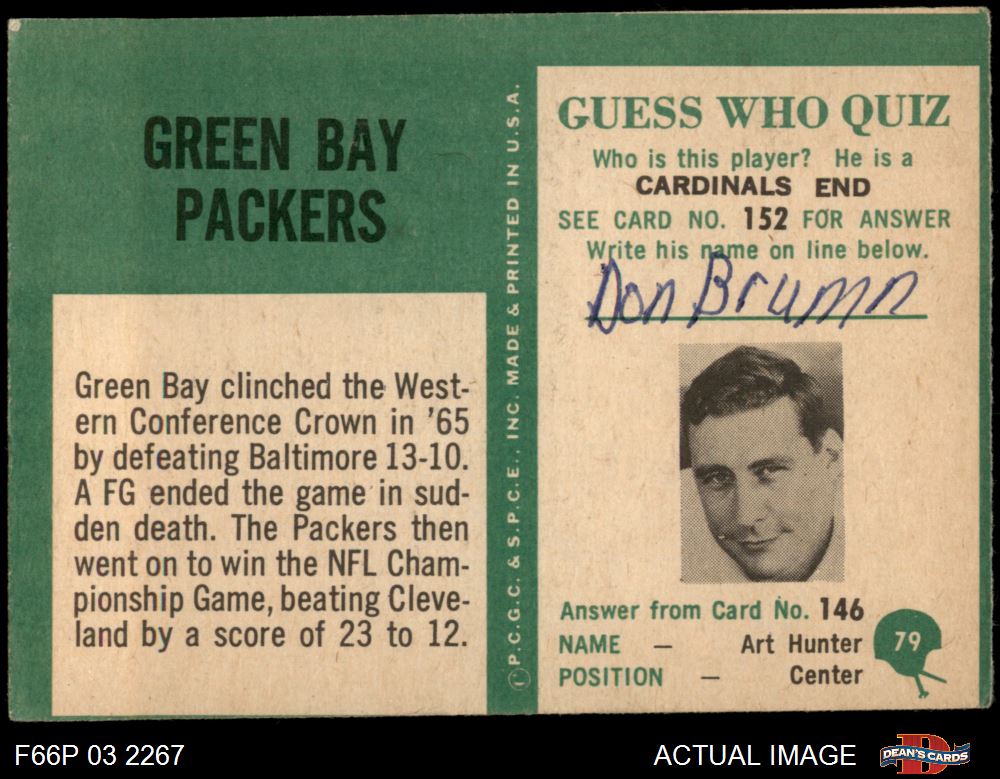 GREEN BAY
PACKERS
Green Bay clinched the West-
ern Conference Crown in '65
by defeating Baltimore 13-10.
A FG ended the game in sud-
den death. The Packers then
went on to win the NFL Cham-
pionship Game, beating Cleve-
land by a score of 23 to 12.
©P.C.G.C. & S.P.C.E., INC. MADE & PRINTED IN U.S.A.
GUESS WHO QUIZ
Who is this player? He is a
CARDINALS END
SEE CARD NO. 152 FOR ANSWER
Write his name on line below.
Don Brumn
Answer from Card No. 146
NAME — Art Hunter
POSITION — Center
79
F66P 03 2267
ACTUAL IMAGE
DEAN'S CARDS